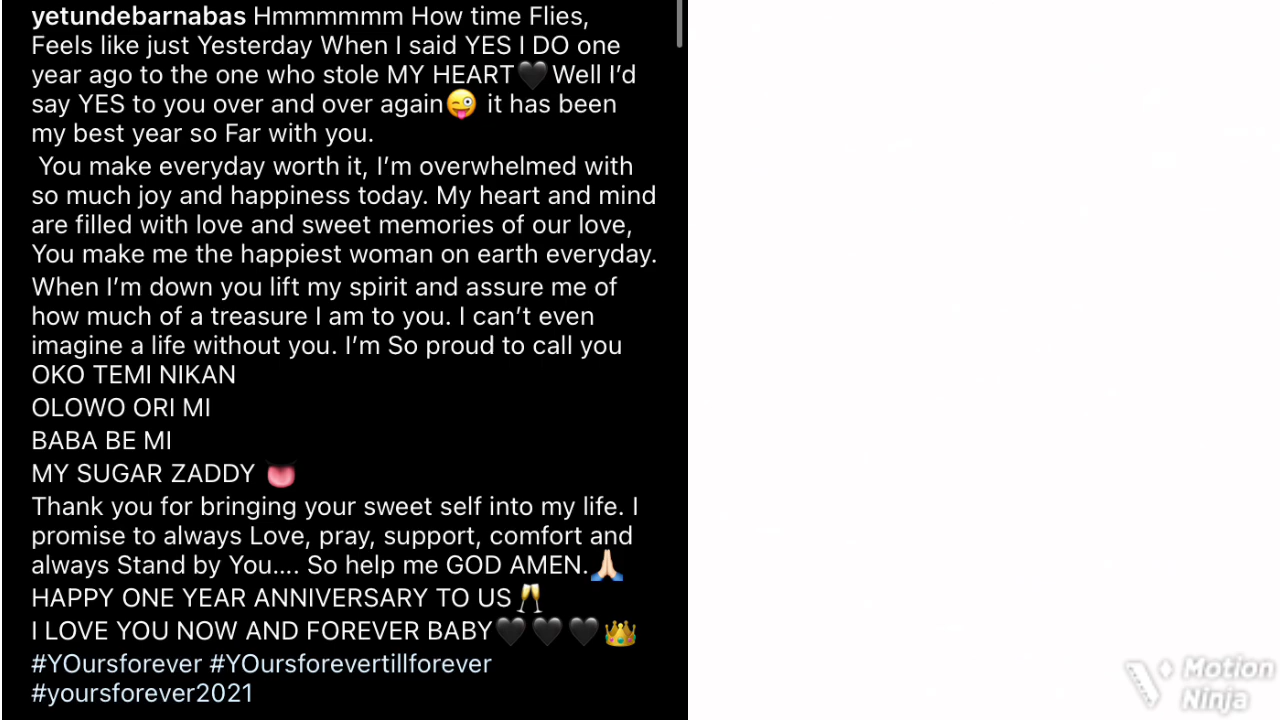 yetundebarnabas Hmmmmmm How time Flies,
Feels like just Yesterday When I said YES I DO one
year ago to the one who stole MY HEART🖤Well I’d
say YES to you over and over again😜 it has been
my best year so Far with you.
You make everyday worth it, I’m overwhelmed with
so much joy and happiness today. My heart and mind
are filled with love and sweet memories of our love,
You make me the happiest woman on earth everyday.
When I’m down you lift my spirit and assure me of
how much of a treasure I am to you. I can’t even
imagine a life without you. I’m So proud to call you
OKO TEMI NIKAN
OLOWO ORI MI
BABA BE MI
MY SUGAR ZADDY 👅
Thank you for bringing your sweet self into my life. I
promise to always Love, pray, support, comfort and
always Stand by You.... So help me GOD AMEN.🙏🏻
HAPPY ONE YEAR ANNIVERSARY TO US🥂
I LOVE YOU NOW AND FOREVER BABY🖤🖤🖤👑
#YOursforever #YOursforevertillforever
#yoursforever2021
Motion
Ninja